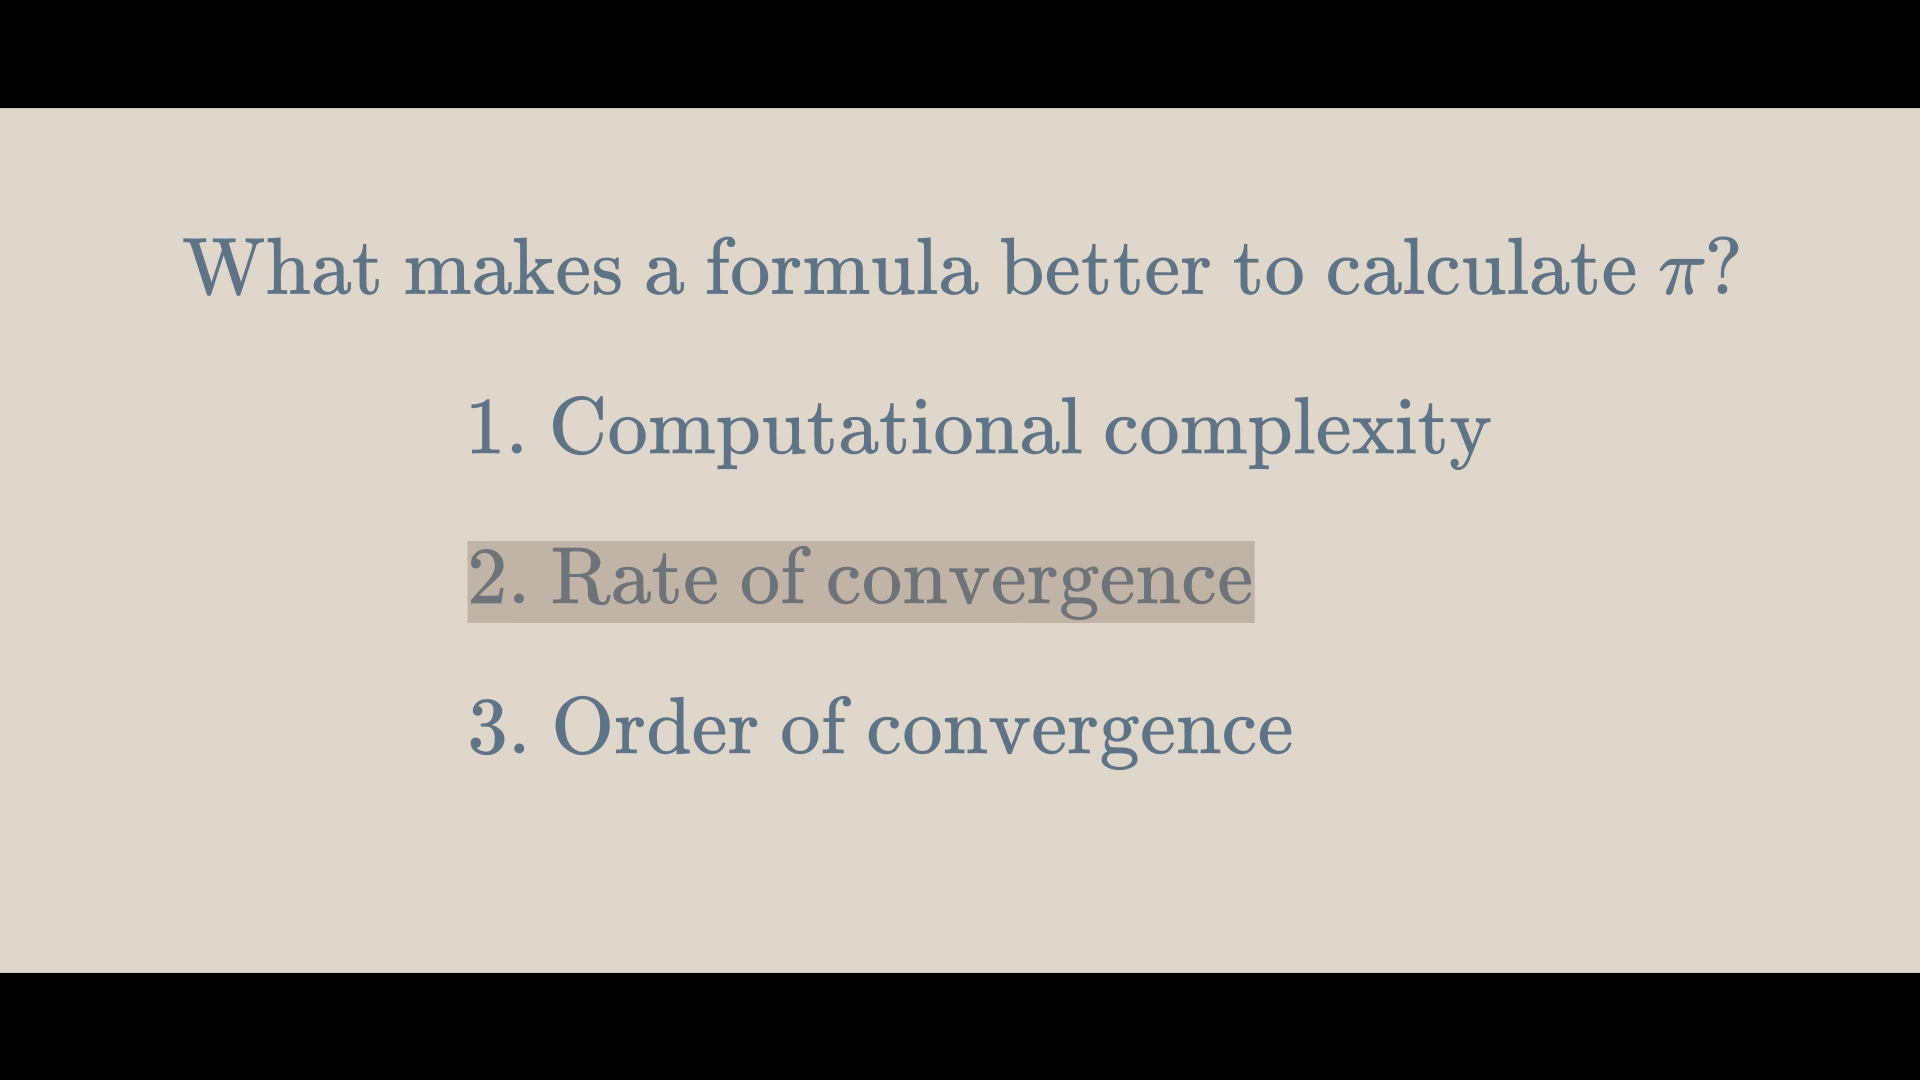 What makes a formula better to calculate π?
1. Computational complexity
2. Rate of convergence
3. Order of convergence